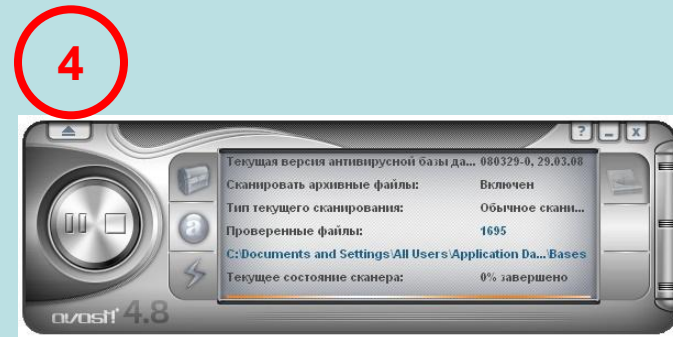 4
? _ x
Текущая версия антивирусной базы да... 080329-0, 29.03.08
Сканировать архивные файлы: Включен
Тип текущего сканирования: Обычное скани...
Проверенные файлы: 1695
C:\Documents and Settings\All Users\Application Da...\Bases
Текущее состояние сканера: 0% завершено
avast! 4.8